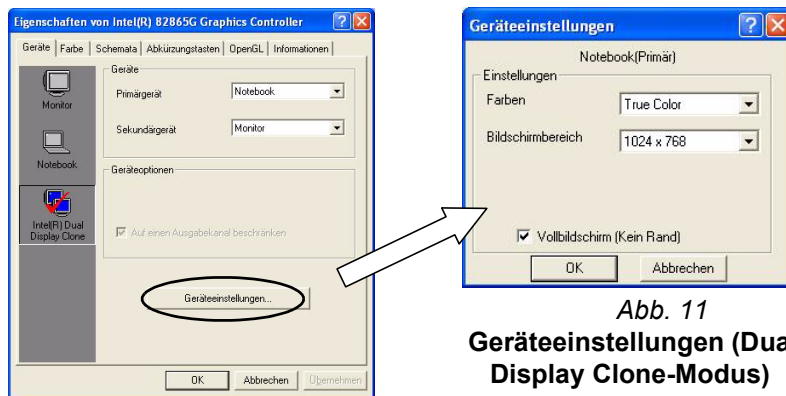 Eigenschaften von Intel(R) 82865G Graphics Controller
Geräte Farbe Schemata Abkürzungstasten OpenGL Informationen
Monitor
Notebook
Intel(R) Dual
Display Clone
Geräte
Primärgerät Notebook
Sekundärgerät Monitor
Geräteoptionen
Auf einen Ausgabekanal beschränken
Geräteeinstellungen...
OK Abbrechen Übernehmen
Geräteeinstellungen
Notebook(Primär)
Einstellungen
Farben True Color
Bildschirmbereich 1024 x 768
Vollbildschirm (Kein Rand)
OK Abbrechen
Abb. 11
Geräteeinstellungen (Dua
Display Clone-Modus)